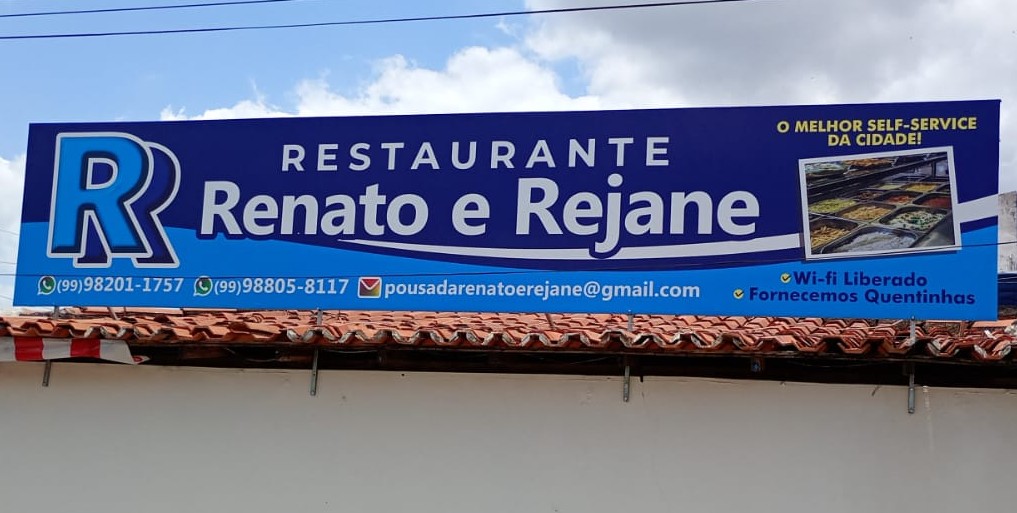 RR
RESTAURANTE
Renato e Rejane
O MELHOR SELF-SERVICE
DA CIDADE!
(99)98201-1757 (99)98805-8117 pousadarenatoerejane@gmail.com
Wi-fi Liberado
Fornecemos Quentinhas